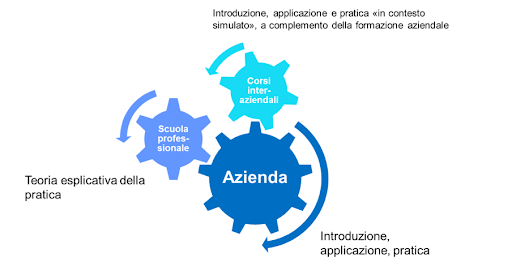 Introduzione, applicazione e pratica «in contesto
simulato», a complemento della formazione aziendale
Corsi
inter-
aziendali
Scuola
profes-
sionale
Azienda
Teoria esplicativa della
pratica
Introduzione,
applicazione, pratica